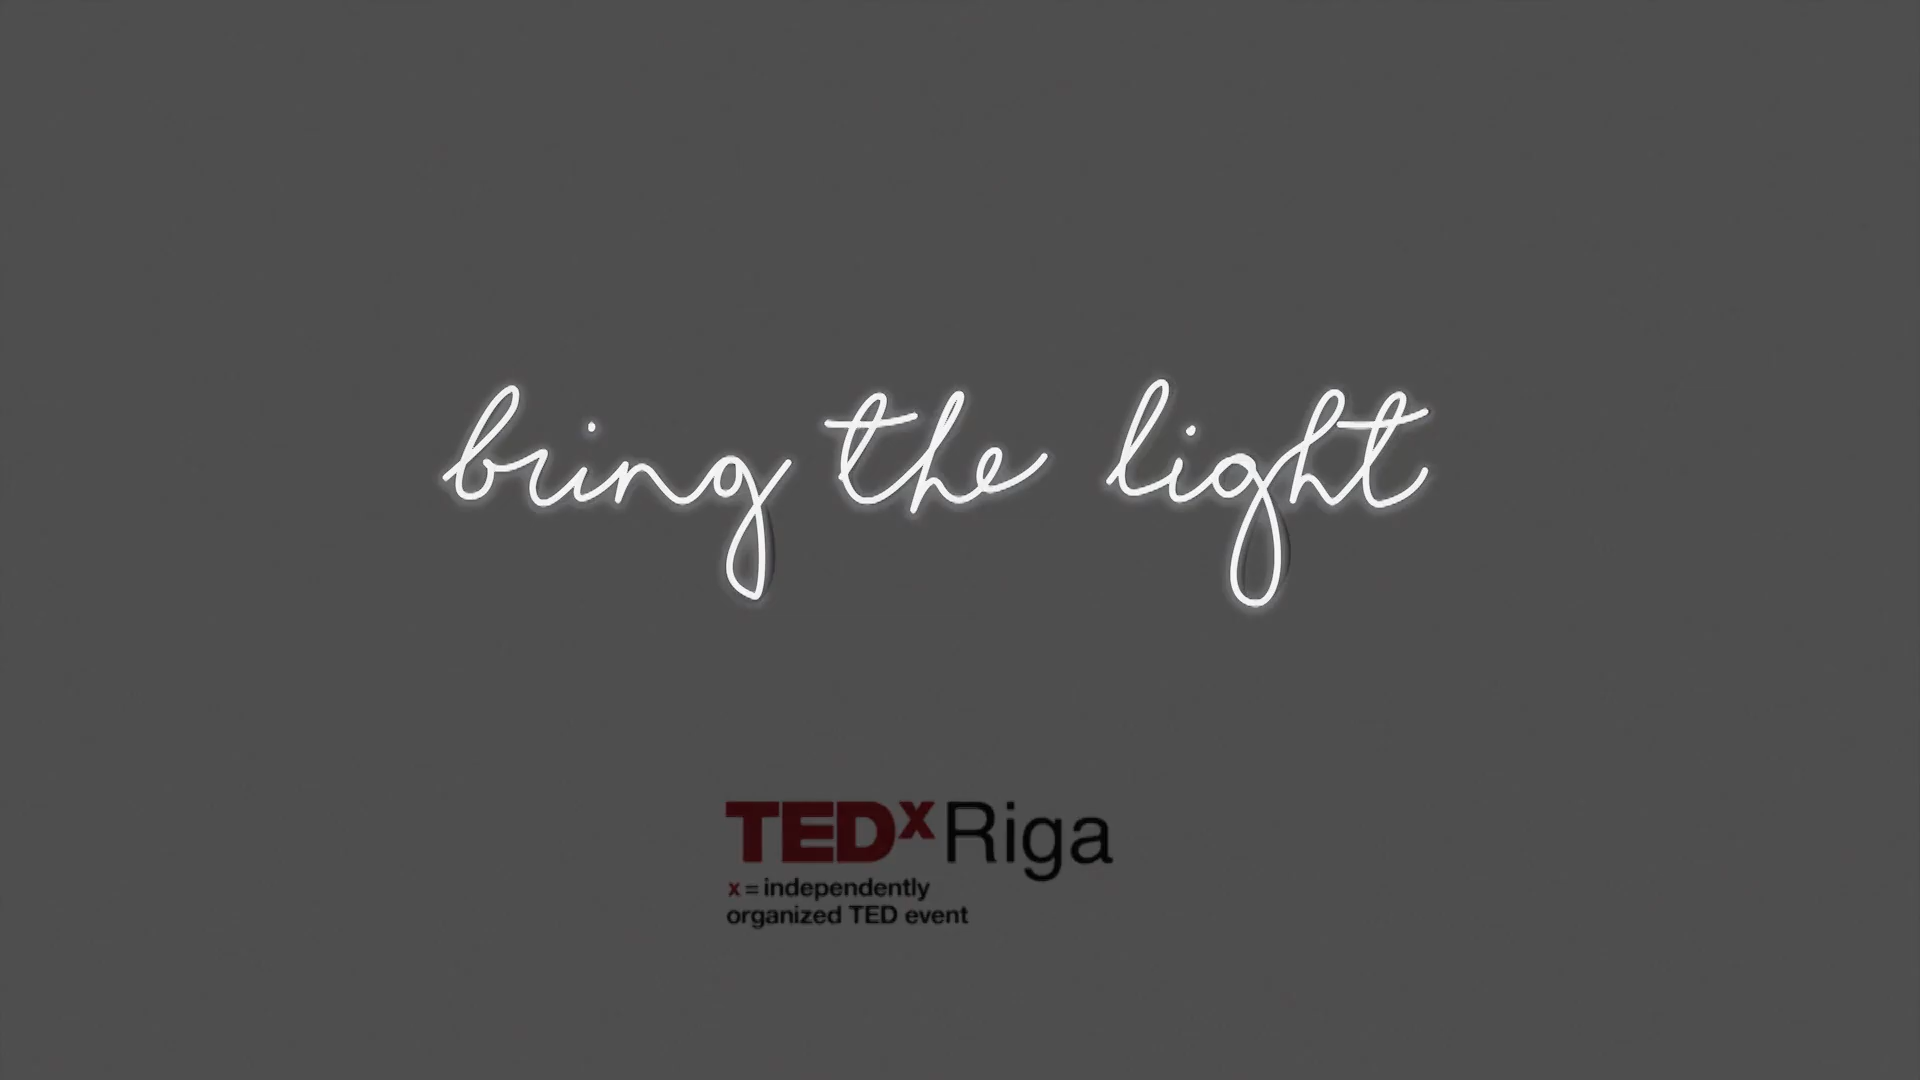 bring the light
TEDxRiga
x = independently
organized TED event